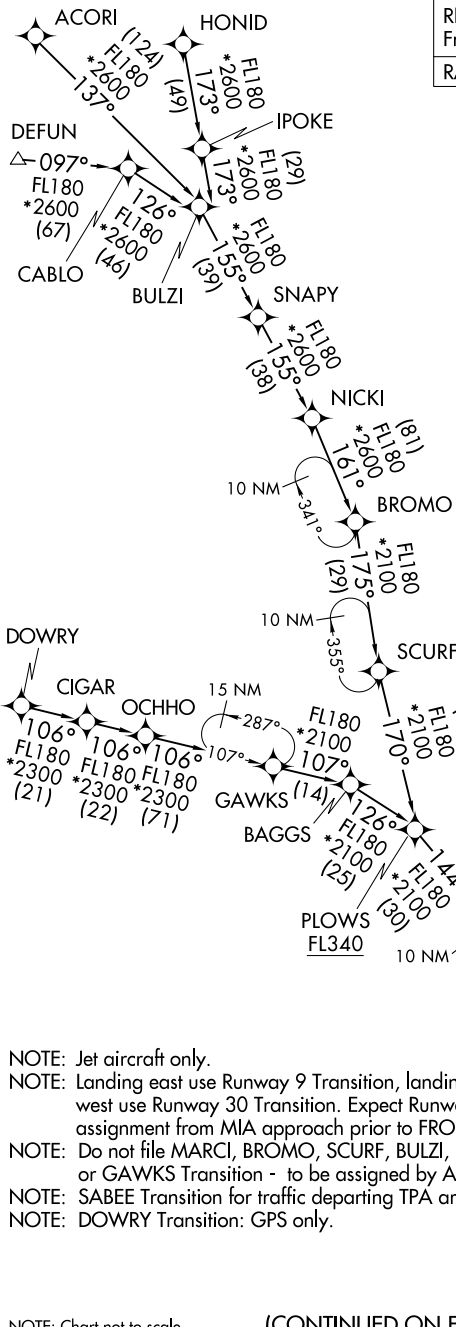 ACORI
HONID
(124)
FL180
*2600
137°
FL180
*2600
173°
(49)
IPOKE
(29)
FL180
*2600
173°
DEFUN
097°
FL180
*2600
(67)
126°
FL180
*2600
(46)
CABLO
BULZI
FL180
*2600
155°
(39)
SNAPY
FL180
*2600
155°
(38)
NICKI
(81)
FL180
*2600
161°
10 NM
341°
BROMO
FL180
*2100
175°
(29)
10 NM
355°
SCURF
FL180
*2100
170°
DOWRY
CIGAR
OCHHO
15 NM
287°
106°
FL180
*2300
(21)
106°
FL180
*2300
(22)
106°
FL180
*2300
(71)
107°
GAWKS
FL180
*2100
107°
(14)
BAGGS
126°
FL180
*2100
(25)
144
FL180
*2100
(30)
PLOWS
FL340
10 NM
NOTE: Jet aircraft only.
NOTE: Landing east use Runway 9 Transition, landin
west use Runway 30 Transition. Expect Runw
assignment from MIA approach prior to FRO
NOTE: Do not file MARCI, BROMO, SCURF, BULZI,
or GAWKS Transition - to be assigned by A
NOTE: SABEE Transition for traffic departing TPA a
NOTE: DOWRY Transition: GPS only.
NOTE: Chart not to scale
(CONTINUED ON